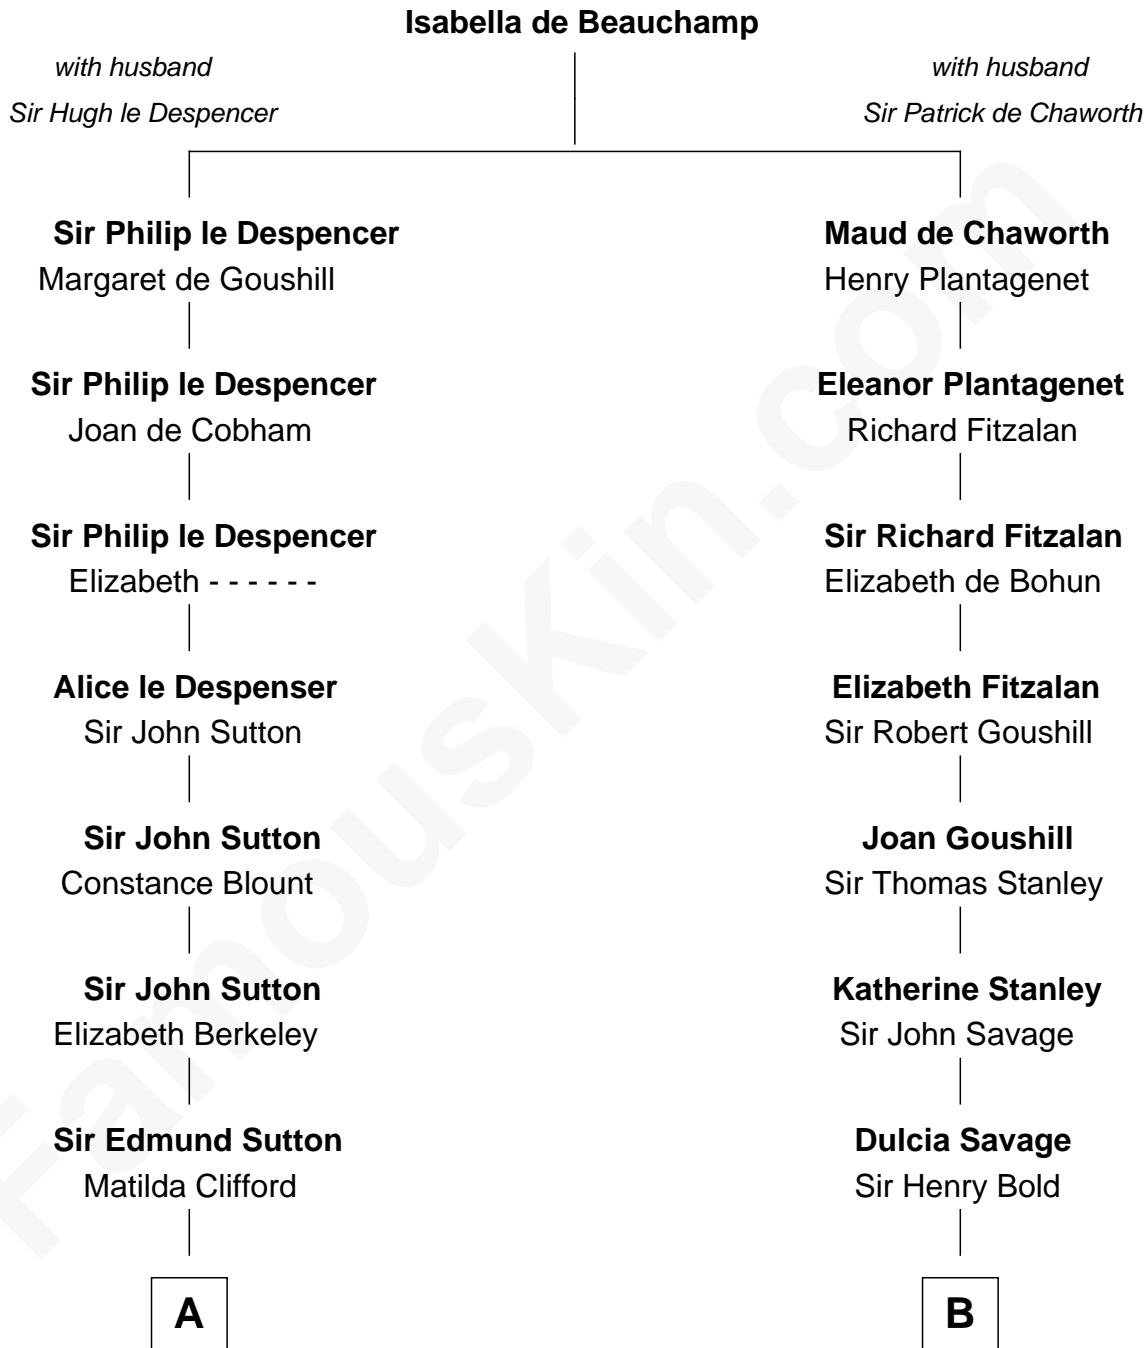 Isabella de Beauchamp
with husband
Sir Hugh le Despencer
with husband
Sir Patrick de Chaworth
Sir Philip le Despencer
Margaret de Goushill
Maud de Chaworth
Henry Plantagenet
Sir Philip le Despencer
Joan de Cobham
Eleanor Plantagenet
Richard Fitzalan
Sir Philip le Despencer
Elizabeth - - - - - -
Sir Richard Fitzalan
Elizabeth de Bohun
Alice le Despenser
Sir John Sutton
Elizabeth Fitzalan
Sir Robert Goushill
Sir John Sutton
Constance Blount
Joan Goushill
Sir Thomas Stanley
Sir John Sutton
Elizabeth Berkeley
Katherine Stanley
Sir John Savage
Sir Edmund Sutton
Matilda Clifford
Dulcia Savage
Sir Henry Bold
A
B
FamousKin.com